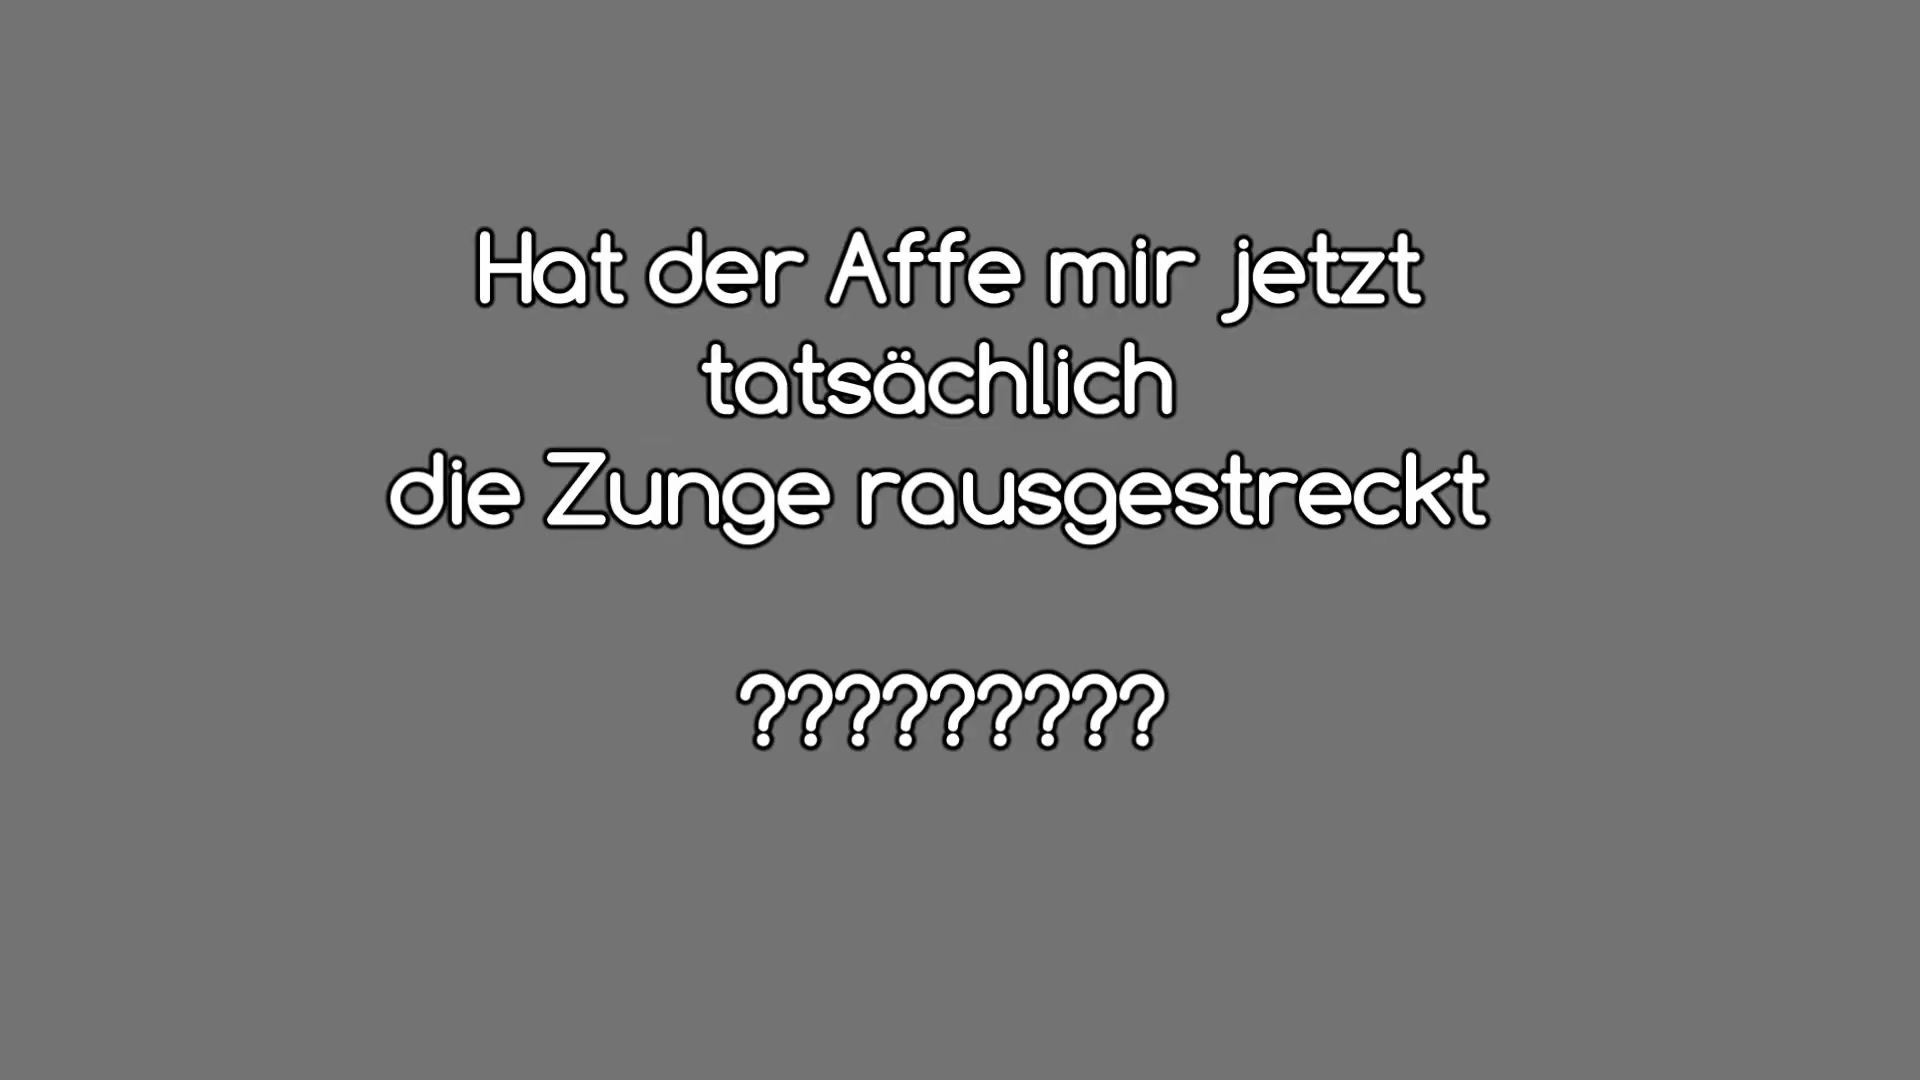 Hat der Affe mir jetzt
tatsächlich
die Zunge rausgestreckt
?????????